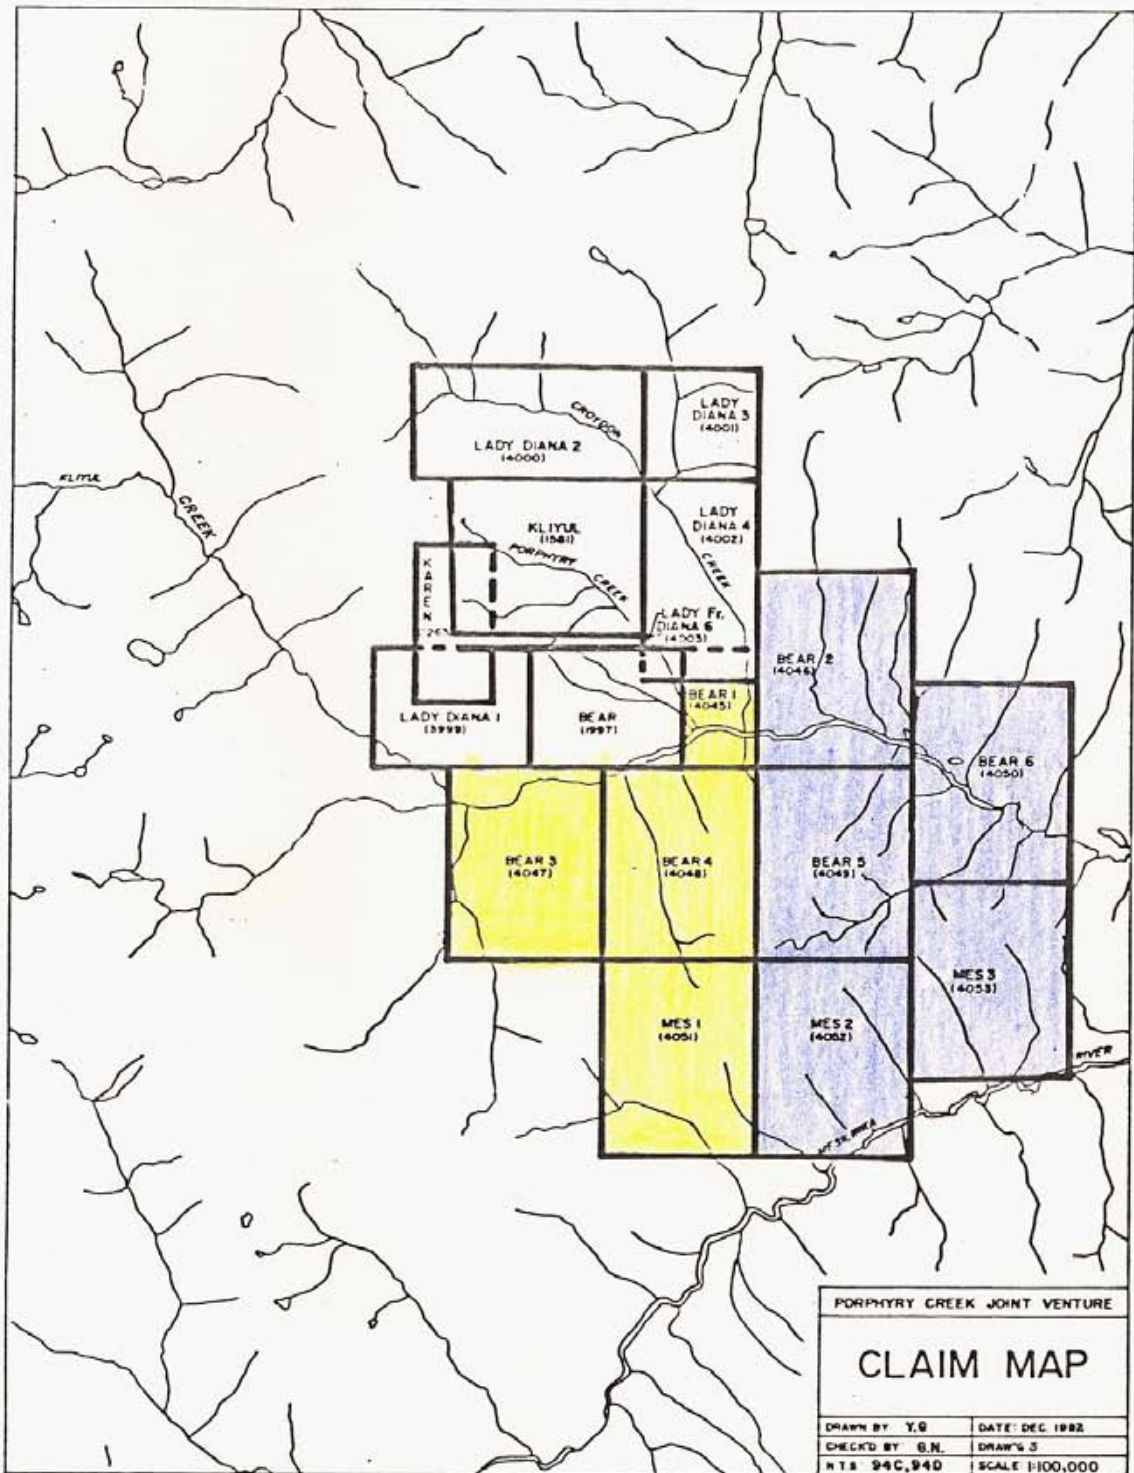 CROYDON
LADY
DIANA 3
(4001)
LADY DIANA 2
(4000)
KLIYUL
CREEK
KLIYUL
(1581)
LADY
DIANA 4
(4002)
PORPHYRY
CREEK
CREEK
KAREN
LADY Fr.
DIANA 6
(4003)
BEAR 2
(4046)
BEAR 1
(4045)
LADY DIANA 1
(3999)
BEAR
(1997)
BEAR 6
(4050)
BEAR 3
(4047)
BEAR 4
(4048)
BEAR 5
(4049)
MES 3
(4053)
MES 1
(4051)
MES 2
(4052)
RIVER
PORPHYRY CREEK JOINT VENTURE
CLAIM MAP
DRAWN BY Y.G DATE: DEC. 1982
CHECK'D BY G.N. DRAW'G 3
N.T.S 94C,94D SCALE 1:100,000